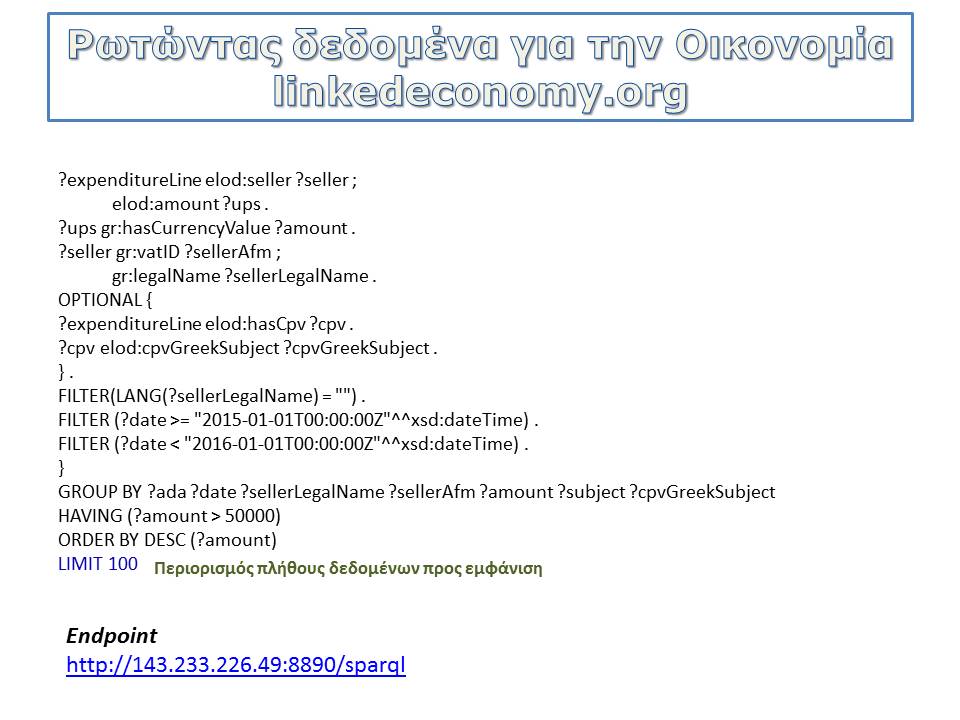 Ρωτώντας δεδομένα για την Οικονομία
linkedeconomy.org
?expenditureLine elod:seller ?seller ;
elod:amount ?ups .
?ups gr:hasCurrencyValue ?amount .
?seller gr:vatID ?sellerAfm ;
gr:legalName ?sellerLegalName .
OPTIONAL {
?expenditureLine elod:hasCpv ?cpv .
?cpv elod:cpvGreekSubject ?cpvGreekSubject .
} .
FILTER(LANG(?sellerLegalName) = "") .
FILTER (?date >= "2015-01-01T00:00:00Z"^^xsd:dateTime) .
FILTER (?date < "2016-01-01T00:00:00Z"^^xsd:dateTime) .
}
GROUP BY ?ada ?date ?sellerLegalName ?sellerAfm ?amount ?subject ?cpvGreekSubject
HAVING (?amount > 50000)
ORDER BY DESC (?amount)
LIMIT 100 Περιορισμός πλήθους δεδομένων προς εμφάνιση
Endpoint
http://143.233.226.49:8890/sparql